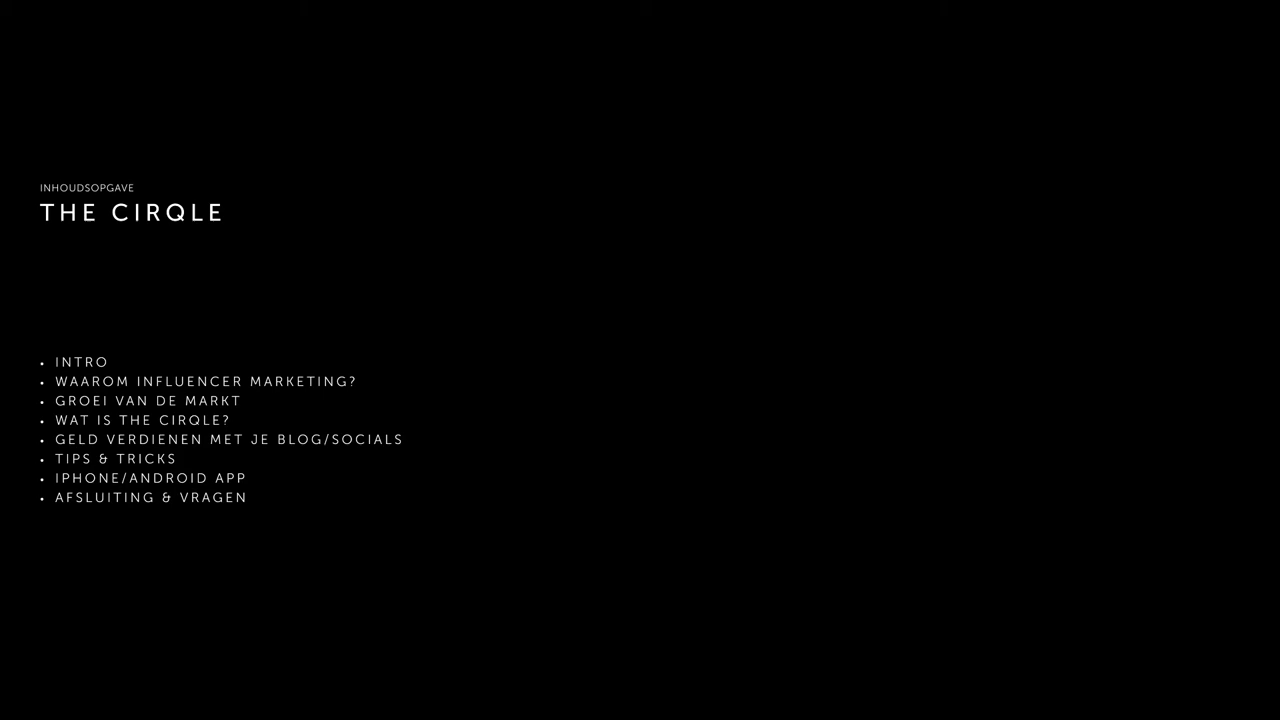 INHOUDSOPGAVE
THE CIRQLE
• INTRO
• WAAROM INFLUENCER MARKETING?
• GROEI VAN DE MARKT
• WAT IS THE CIRQLE?
• GELD VERDIENEN MET JE BLOG/SOCIALS
• TIPS & TRICKS
• IPHONE/ANDROID APP
• AFSLUITING & VRAGEN